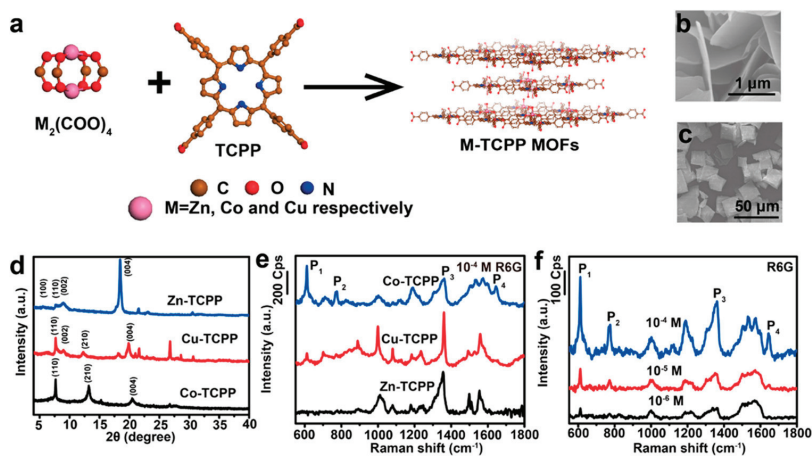 a
M₂(COO)₄
TCPP
M-TCPP MOFs
C O N
M=Zn, Co and Cu respectively
b
1 μm
c
50 μm
d
Intensity (a.u.)
(100)
(110)
(002)
(004)
Zn-TCPP
(110)
(002)
(210)
(004)
Cu-TCPP
(110)
(210)
(004)
Co-TCPP
5 10 15 20 25 30 35 40
2θ (degree)
e
200 Cps
Intensity (a.u.)
P₁
P₂
Co-TCPP
P₃
10⁻⁴ M R6G
P₄
Cu-TCPP
Zn-TCPP
600 800 1000 1200 1400 1600 1800
Raman shift (cm⁻¹)
f
100 Cps
Intensity (a.u.)
R6G
P₁
P₂
P₃
P₄
10⁻⁴ M
10⁻⁵ M
10⁻⁶ M
600 800 1000 1200 1400 1600 1800
Raman shift (cm⁻¹)